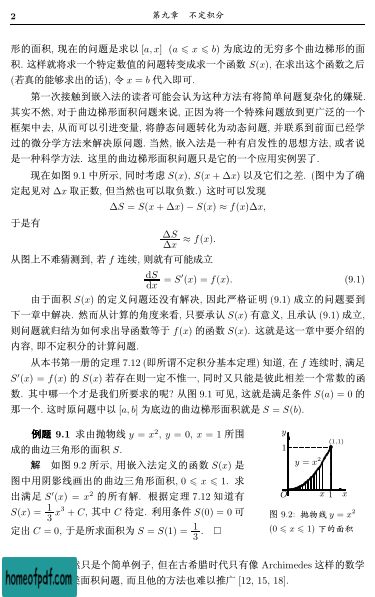 2 第九章 不定积分
形的面积, 现在的问题是求以 [a, x] (a ⩽ x ⩽ b) 为底边的无穷多个曲边梯形的面
积. 这样就将求一个特定数值的问题转变成求一个函数 S(x), 在求出这个函数之后
(若真的能够求出的话), 令 x = b 代入即可.
第一次接触到嵌入法的读者可能会认为这种方法有将简单问题复杂化的嫌疑.
其实不然, 对于曲边梯形面积问题来说, 正因为将一个特殊问题放到更广泛的一个
框架中去, 从而可以引进变量, 将静态问题转化为动态问题, 并联系到前面已经学
过的微分学方法来解决原问题. 当然, 嵌入法是一种有启发性的思想方法, 或者说
是一种科学方法. 这里的曲边梯形面积问题只是它的一个应用实例罢了.
现在如图 9.1 中所示, 同时考虑 S(x), S(x + Δx) 以及它们之差. (图中为了确
定起见对 Δx 取正数, 但当然也可以取负数.) 这时可以发现
ΔS = S(x + Δx) − S(x) ≈ f(x)Δx,
于是有
ΔS/Δx ≈ f(x).
从图上不难猜测到, 若 f 连续, 则就有可能成立
dS/dx = S′(x) = f(x). (9.1)
由于面积 S(x) 的定义问题还没有解决, 因此严格证明 (9.1) 成立的问题要到
下一章中解决. 然而从计算的角度来看, 只要承认 S(x) 有意义, 且承认 (9.1) 成立,
则问题就归结为如何求出导函数等于 f(x) 的函数 S(x). 这就是这一章中要介绍的
内容, 即不定积分的计算问题.
从本书第一册的定理 7.12 (即所谓不定积分基本定理) 知道, 在 f 连续时, 满足
S′(x) = f(x) 的 S(x) 若存在则一定不惟一, 同时又只能是彼此相差一个常数的函
数. 其中哪一个才是我们所要求的呢? 从图 9.1 可见, 这就是满足条件 S(a) = 0 的
那一个. 这时原问题中以 [a, b] 为底边的曲边梯形面积就是 S = S(b).
例题 9.1 求由抛物线 y = x², y = 0, x = 1 所围
成的曲边三角形的面积 S.
解 如图 9.2 所示, 用嵌入法定义的函数 S(x) 是
图中用阴影线画出的曲边三角形面积, 0 ⩽ x ⩽ 1. 求
出满足 S′(x) = x² 的所有解. 根据定理 7.12 知道有
S(x) = 1/3 x³ + C, 其中 C 待定. 利用条件 S(0) = 0 可
定出 C = 0, 于是所求面积为 S = S(1) = 1/3. □
y
1
(1,1)
y = x²
O x 1 x
图 9.2: 抛物线 y = x²
(0 ⩽ x ⩽ 1) 下的面积
法只是个简单例子, 但在古希腊时代只有像 Archimedes 这样的数学
面积问题, 而且他的方法也难以推广 [12, 15, 18].
homeofpdf.com